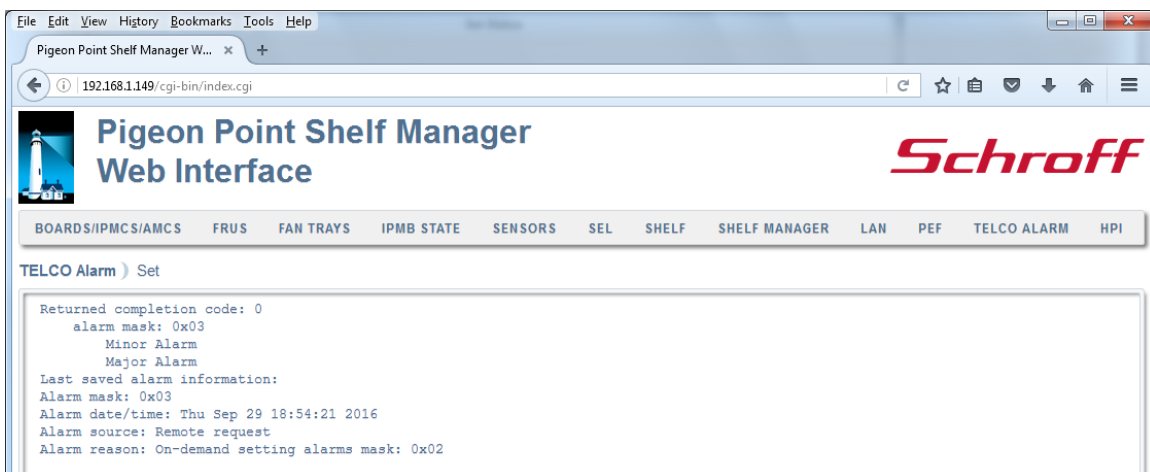 File Edit View History Bookmarks Tools Help
Pigeon Point Shelf Manager W... × +
192.168.1.149/cgi-bin/index.cgi
Pigeon Point Shelf Manager
Web Interface
Schroff
BOARDS/IPMCS/AMCS FRUS FAN TRAYS IPMB STATE SENSORS SEL SHELF SHELF MANAGER LAN PEF TELCO ALARM HPI
TELCO Alarm ) Set
Returned completion code: 0
alarm mask: 0x03
Minor Alarm
Major Alarm
Last saved alarm information:
Alarm mask: 0x03
Alarm date/time: Thu Sep 29 18:54:21 2016
Alarm source: Remote request
Alarm reason: On-demand setting alarms mask: 0x02